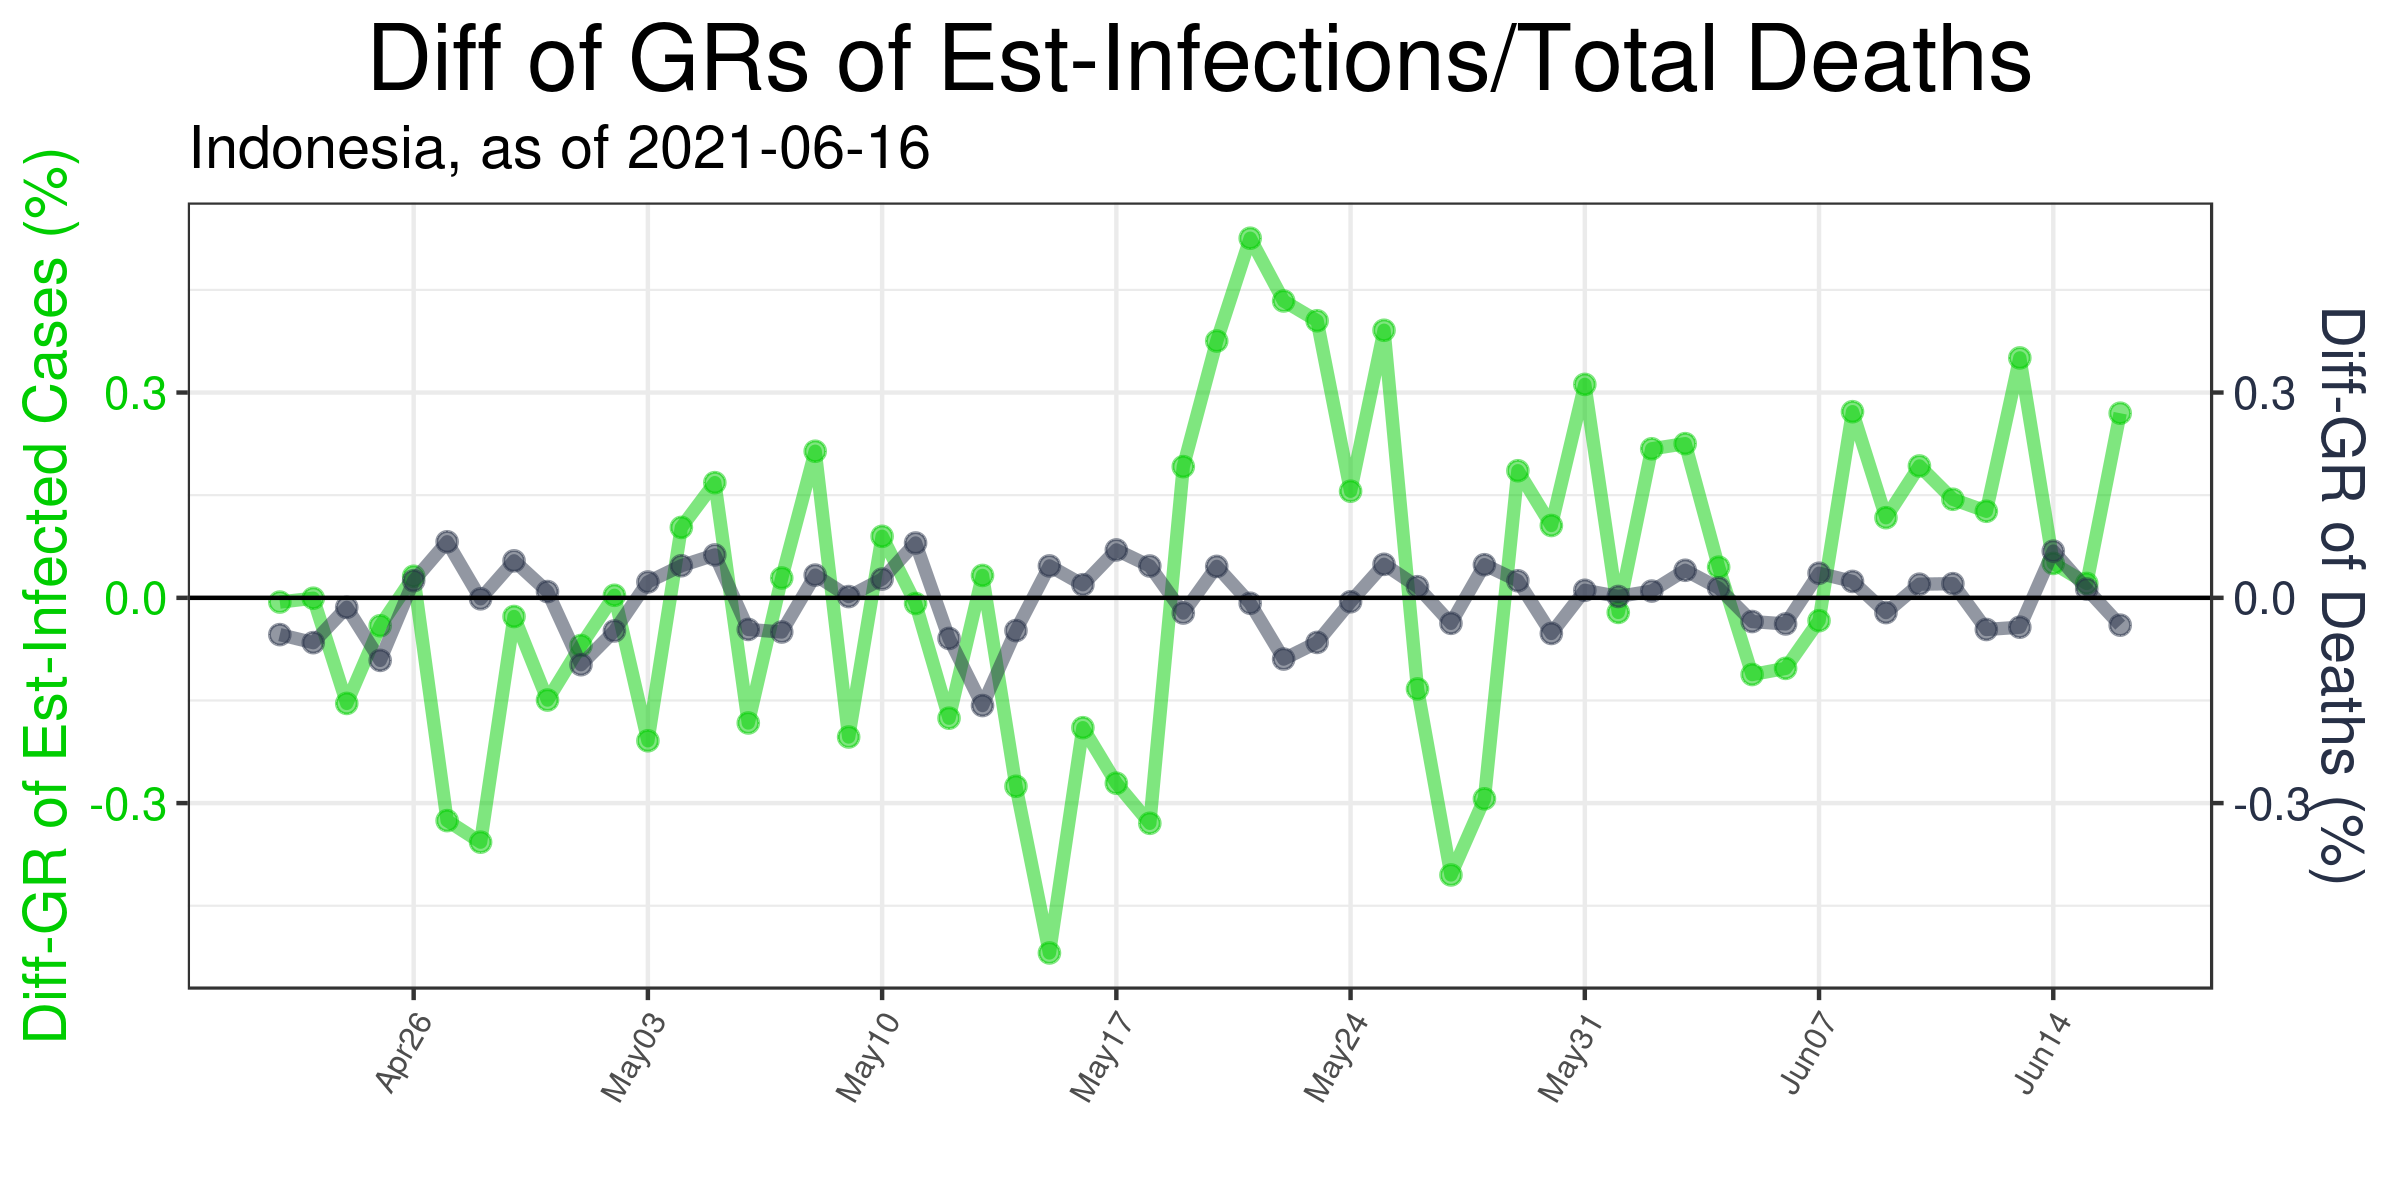 Diff of GRs of Est-Infections/Total Deaths
Indonesia, as of 2021-06-16
Diff-GR of Est-Infected Cases (%)
0.3
0.0
-0.3
0.3
0.0
-0.3
Diff-GR of Deaths (%)
Apr26
May03
May10
May17
May24
May31
Jun07
Jun14